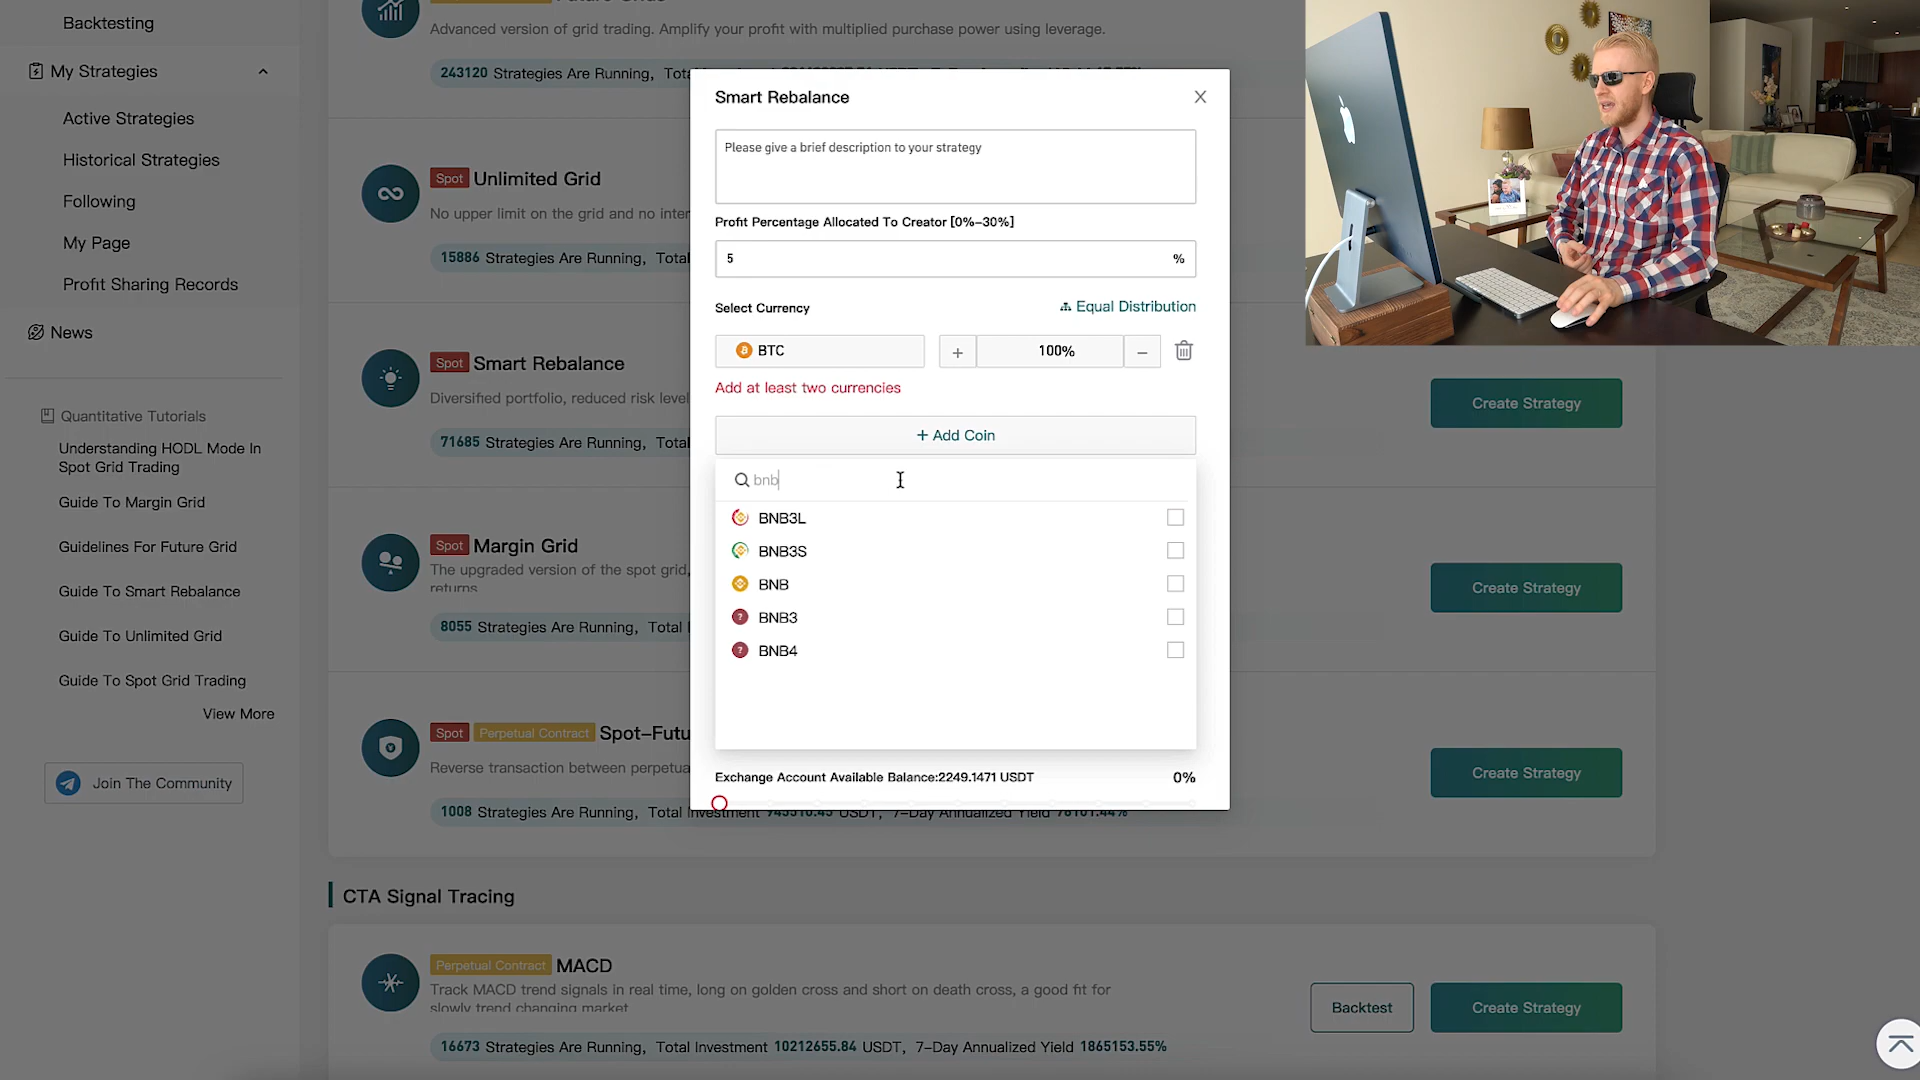 Backtesting
My Strategies
Active Strategies
Historical Strategies
Following
My Page
Profit Sharing Records
News
Quantitative Tutorials
Understanding HODL Mode In
Spot Grid Trading
Guide To Margin Grid
Guidelines For Future Grid
Guide To Smart Rebalance
Guide To Unlimited Grid
Guide To Spot Grid Trading
View More
Join The Community
Advanced version of grid trading. Amplify your profit with multiplied purchase power using leverage.
243120 Strategies Are Running,
Spot Unlimited Grid
No upper limit on the grid and no
15886 Strategies Are Running,
Spot Smart Rebalance
Diversified portfolio, reduced risk level
71685 Strategies Are Running,
Create Strategy
Spot Margin Grid
The upgraded version of the spot grid,
returns
8055 Strategies Are Running,
Create Strategy
Spot Perpetual Contract
Reverse transaction between
1008 Strategies Are Running, Total Investment 943510.43 USDT, 7-Day Annualized Yield 78101.44%
Create Strategy
CTA Signal Tracing
Perpetual Contract MACD
Track MACD trend signals in real time, long on golden cross and short on death cross, a good fit for
slowly trend changing market
16673 Strategies Are Running, Total Investment 10212655.84 USDT, 7-Day Annualized Yield 1865153.55%
Backtest
Create Strategy
Smart Rebalance
Please give a brief description to your strategy
Profit Percentage Allocated To Creator [0%-30%]
5 %
Select Currency
Equal Distribution
BTC + 100% −
Add at least two currencies
+ Add Coin
bnb
BNB3L
BNB3S
BNB
BNB3
BNB4
Exchange Account Available Balance:2249.1471 USDT 0%